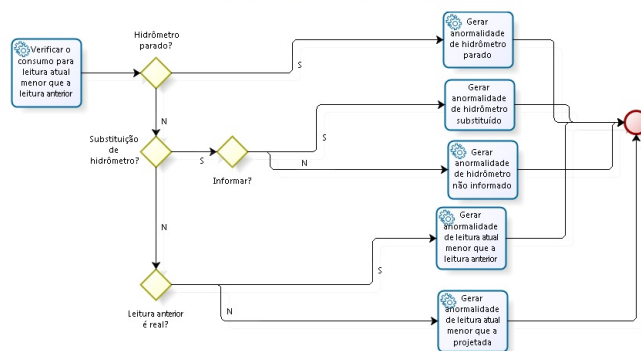 Verificar o
consumo para
leitura atual
menor que a
leitura anterior
Hidrômetro
parado?
S
Gerar
anormalidade
de hidrômetro
parado
N
Substituição
de
hidrômetro?
S
Informar?
S
Gerar
anormalidade
de hidrômetro
substituído
N
Gerar
anormalidade
de hidrômetro
não informado
N
Leitura anterior
é real?
S
Gerar
anormalidade
de leitura atual
menor que a
leitura anterior
N
Gerar
anormalidade
de leitura atual
menor que a
projetada